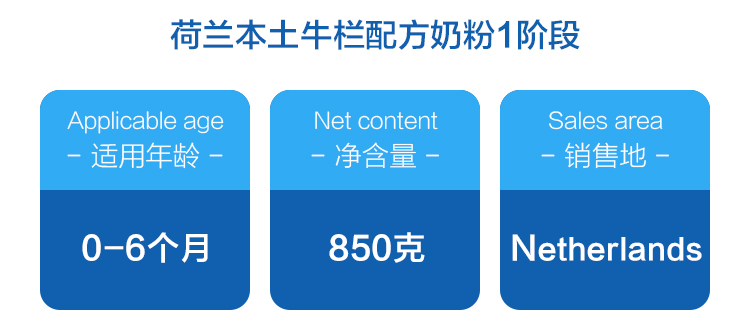 荷兰本土牛栏配方奶粉1阶段
Applicable age
- 适用年龄 -
0-6个月
Net content
- 净含量 -
850克
Sales area
- 销售地 -
Netherlands